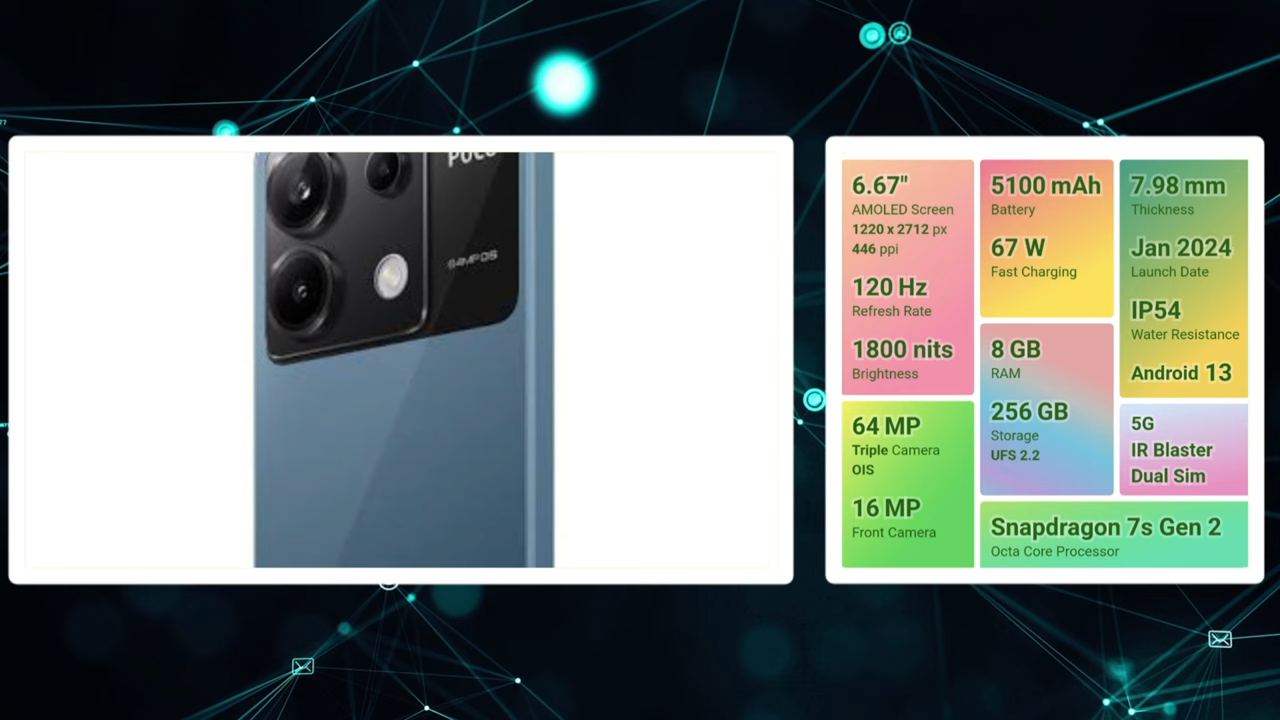 POCO
64MP OIS
6.67"
AMOLED Screen
1220 x 2712 px
446 ppi
120 Hz
Refresh Rate
1800 nits
Brightness
64 MP
Triple Camera
OIS
16 MP
Front Camera
5100 mAh
Battery
67 W
Fast Charging
8 GB
RAM
256 GB
Storage
UFS 2.2
7.98 mm
Thickness
Jan 2024
Launch Date
IP54
Water Resistance
Android 13
5G
IR Blaster
Dual Sim
Snapdragon 7s Gen 2
Octa Core Processor